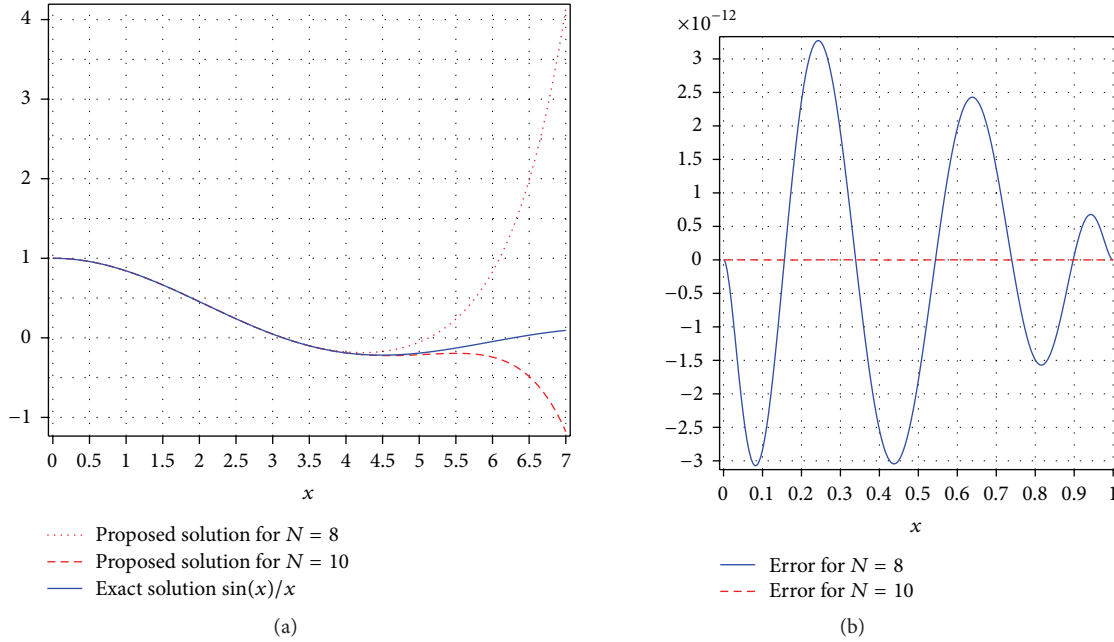 4
3
2
1
0
−1
0 0.5 1 1.5 2 2.5 3 3.5 4 4.5 5 5.5 6 6.5 7
x
Proposed solution for N = 8
Proposed solution for N = 10
Exact solution sin(x)/x
(a)
×10−12
3
2.5
2
1.5
1
0.5
0
−0.5
−1
−1.5
−2
−2.5
−3
0 0.1 0.2 0.3 0.4 0.5 0.6 0.7 0.8 0.9 1
x
Error for N = 8
Error for N = 10
(b)